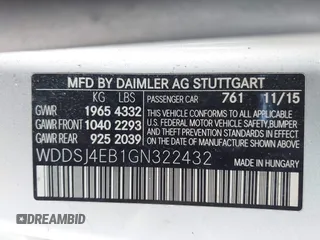 MFD BY DAIMLER AG STUTTGART
KG LBS
PASSENGER CAR 761 11/15
GVWR 1965 4332
GAWR FRONT 1040 2293
GAWR REAR 925 2039
THIS VEHICLE CONFORMS TO ALL
APPLICABLE U.S. FEDERAL MOTOR
VEHICLE SAFETY, BUMPER
AND THEFT PREVENTION
STANDARDS IN EFFECT ON THE
DATE OF MANUFACTURE
SHOWN ABOVE.
WDDSJ4EB1GN322432
MADE IN HUNGARY
DREAMBID